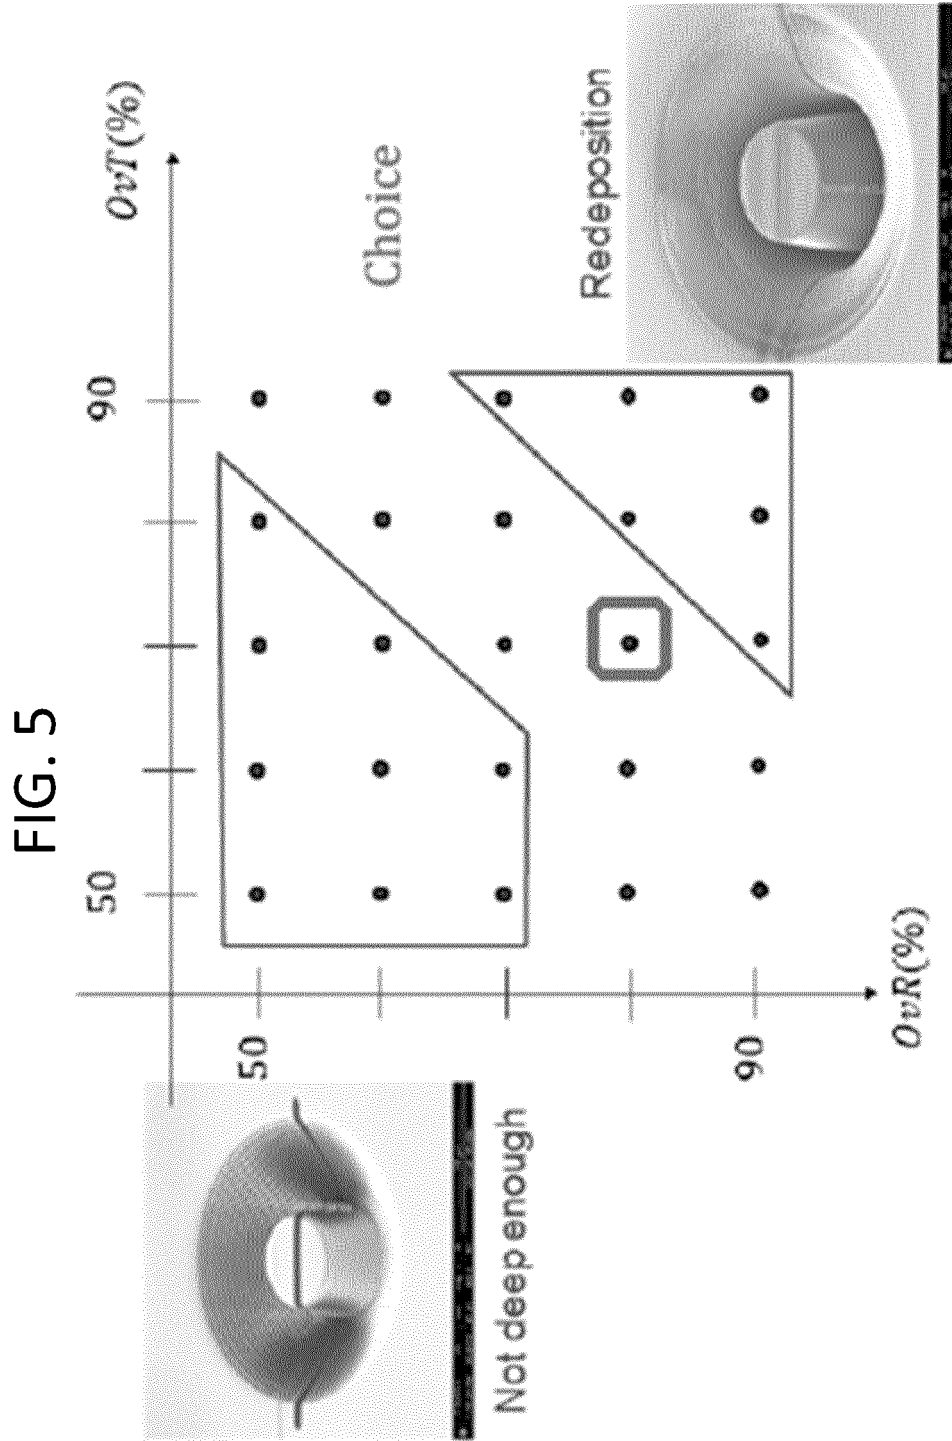 FIG. 5
OvT(%)
50
90
Choice
Redeposition
50
90
OvR(%)
Not deep enough